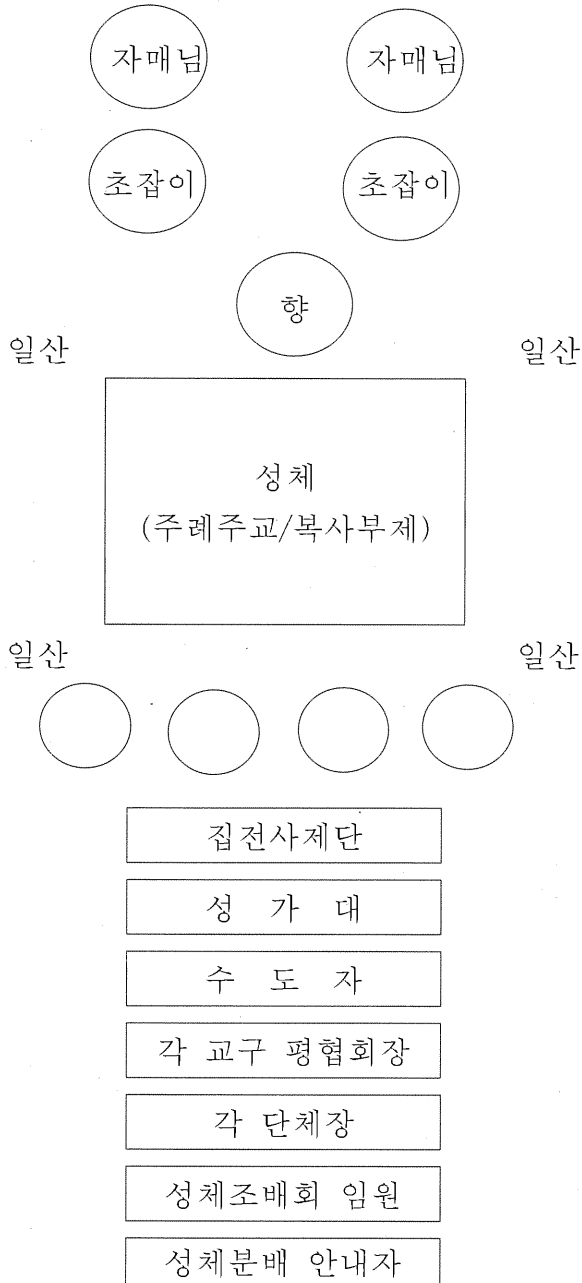 자매님 자매님
초잡이 초잡이
향
일산 일산
성체
(주례주교/복사부제)
일산 일산
집전사제단
성 가 대
수 도 자
각 교구 평협회장
각 단체장
성체조배회 임원
성체분배 안내자